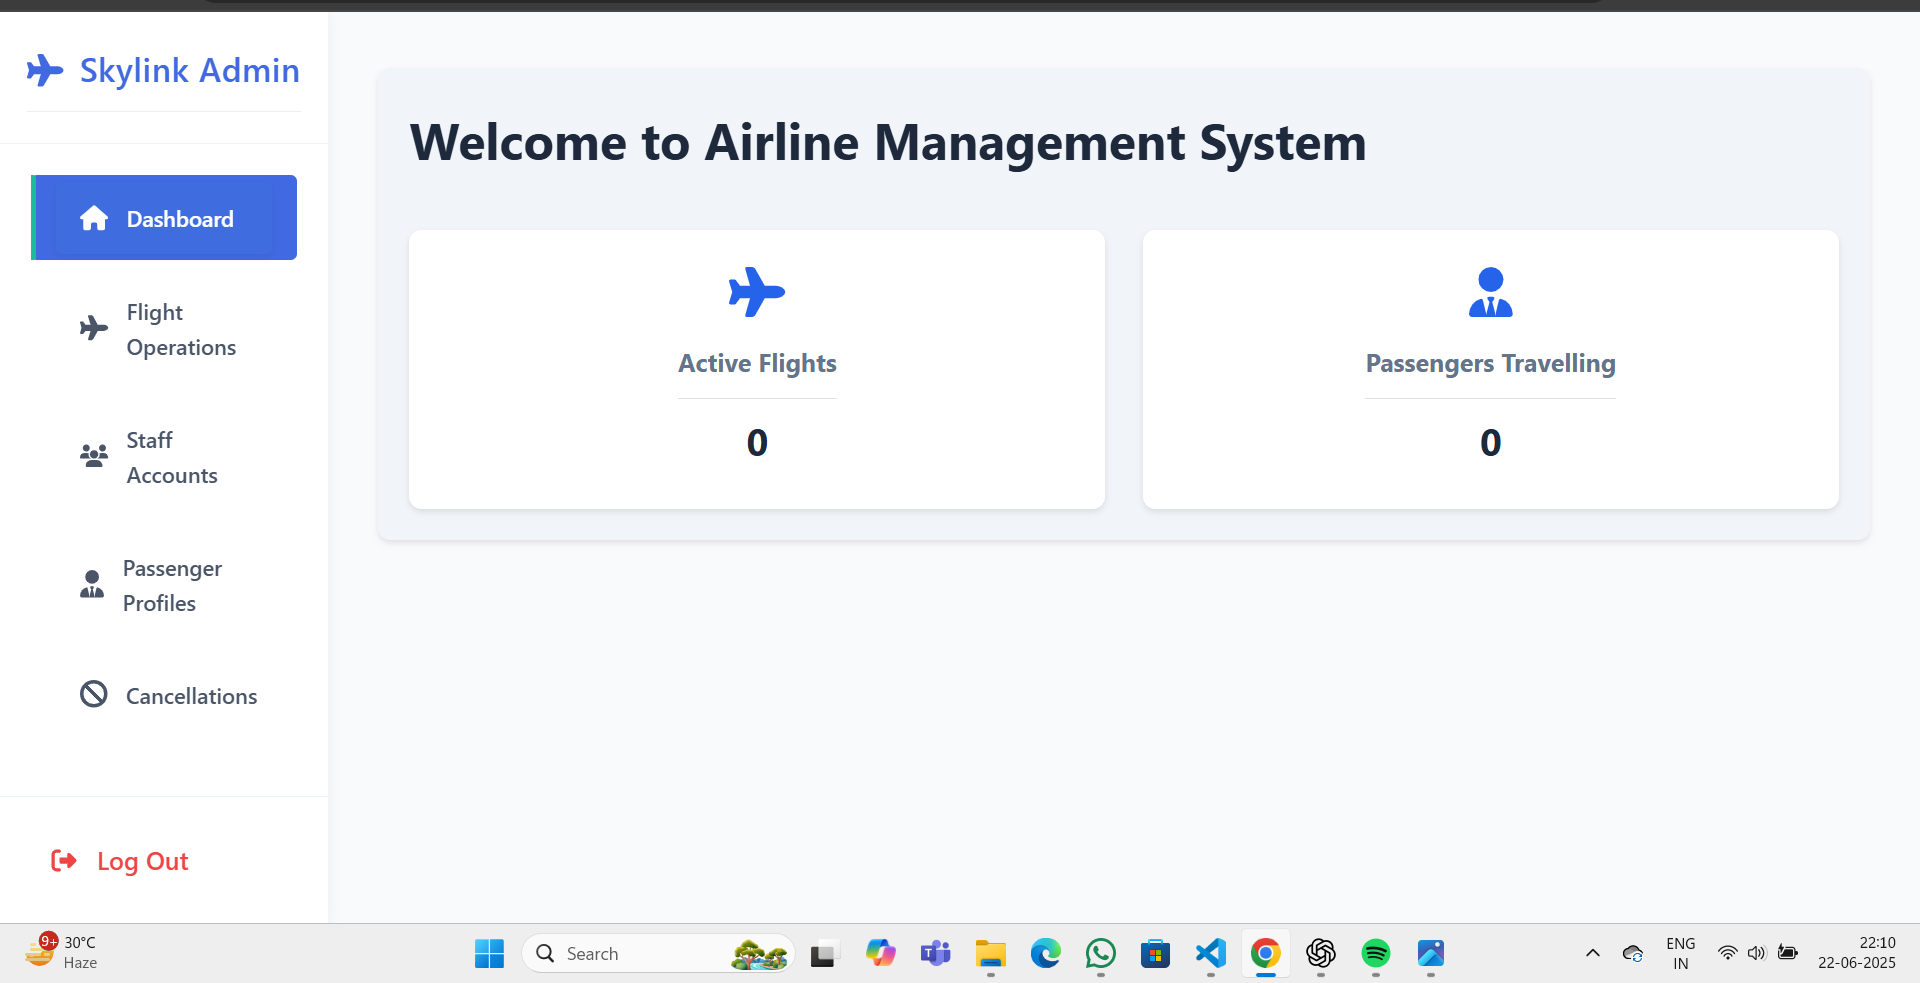 Skylink Admin
Dashboard
Flight
Operations
Staff
Accounts
Passenger
Profiles
Cancellations
Log Out
Welcome to Airline Management System
Active Flights
0
Passengers Travelling
0
9+
30°C
Haze
Search
ENG
IN
22:10
22-06-2025